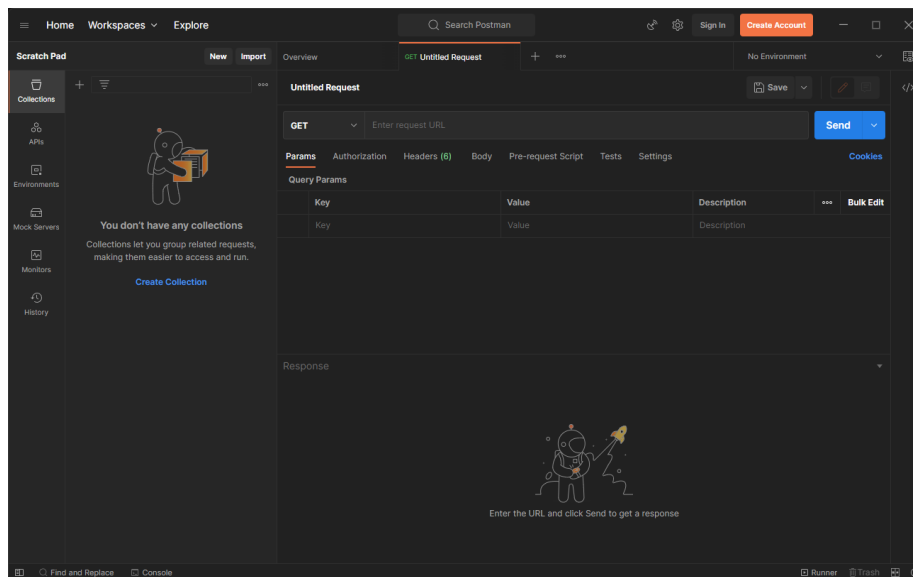 Home Workspaces Explore Search Postman Sign In Create Account
Scratch Pad New Import Overview GET Untitled Request No Environment
Collections
APIs
Environments
Mock Servers
Monitors
History
You don't have any collections
Collections let you group related requests,
making them easier to access and run.
Create Collection
Untitled Request Save
GET Enter request URL Send
Params Authorization Headers (6) Body Pre-request Script Tests Settings Cookies
Query Params
Key Value Description Bulk Edit
Key Value Description
Response
Enter the URL and click Send to get a response
Find and Replace Console Runner Trash